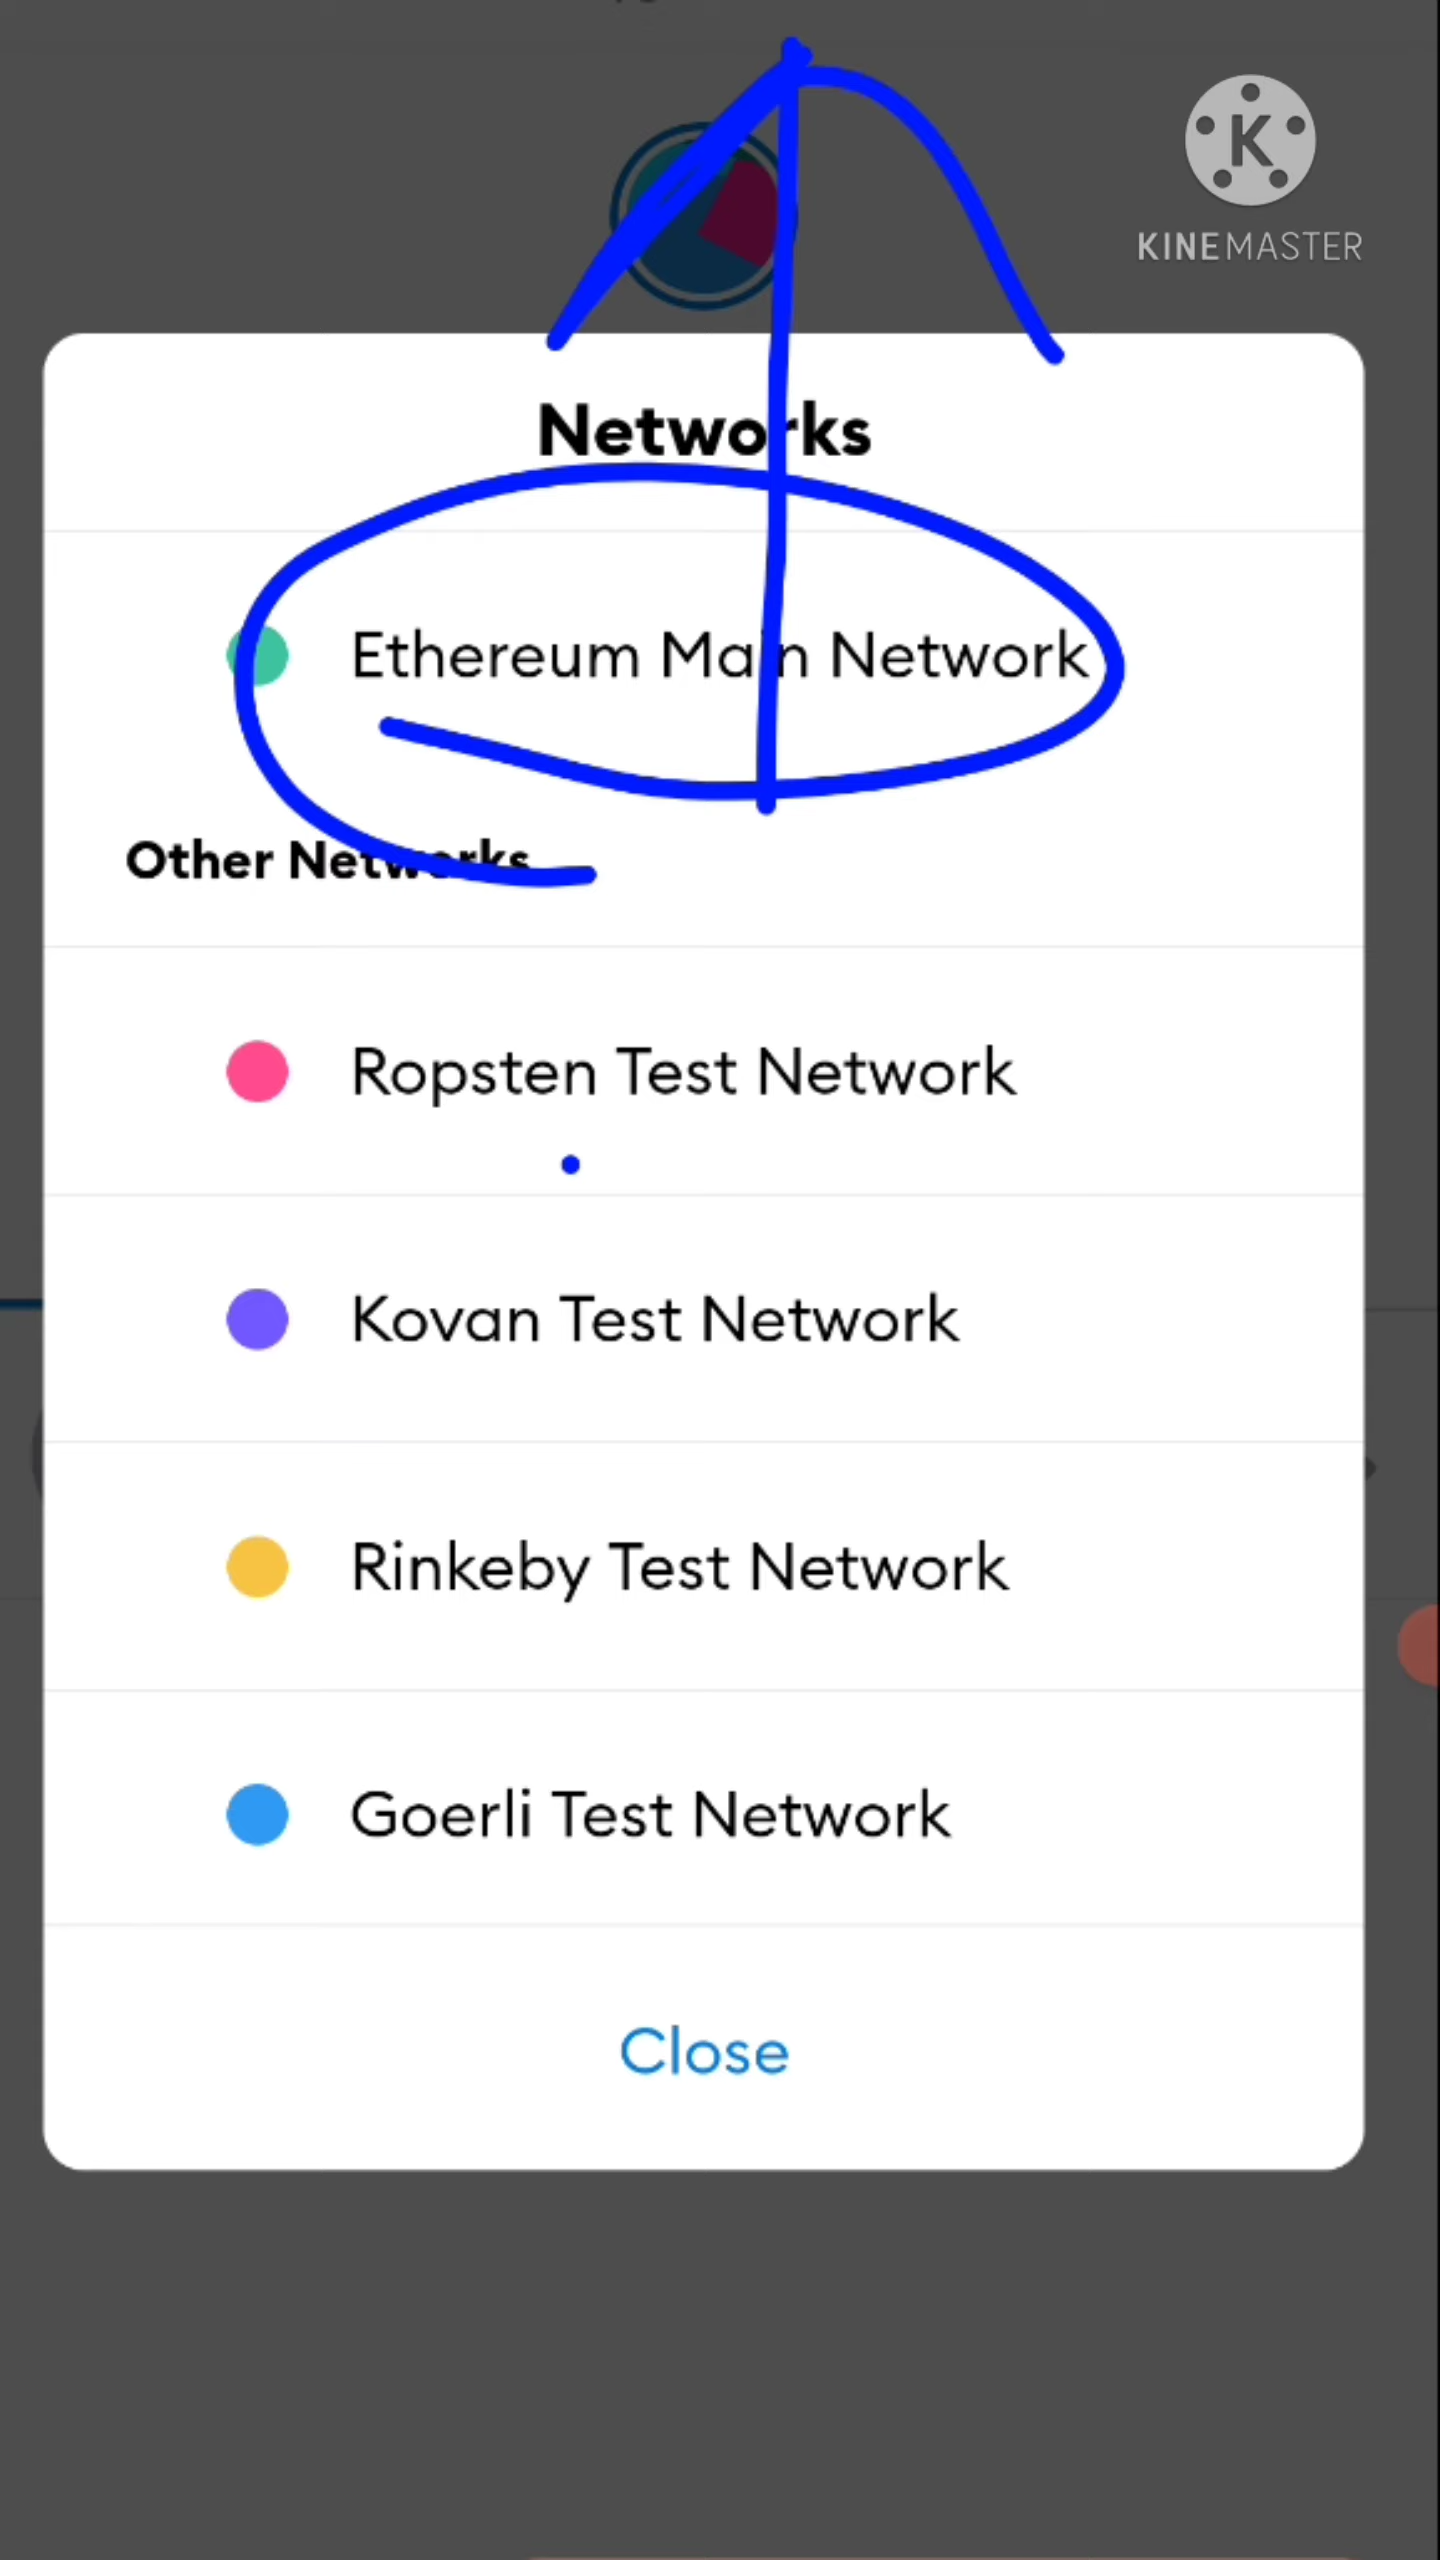 K
KINEMASTER
Networks
Ethereum Main Network
Other Networks
Ropsten Test Network
Kovan Test Network
Rinkeby Test Network
Goerli Test Network
Close